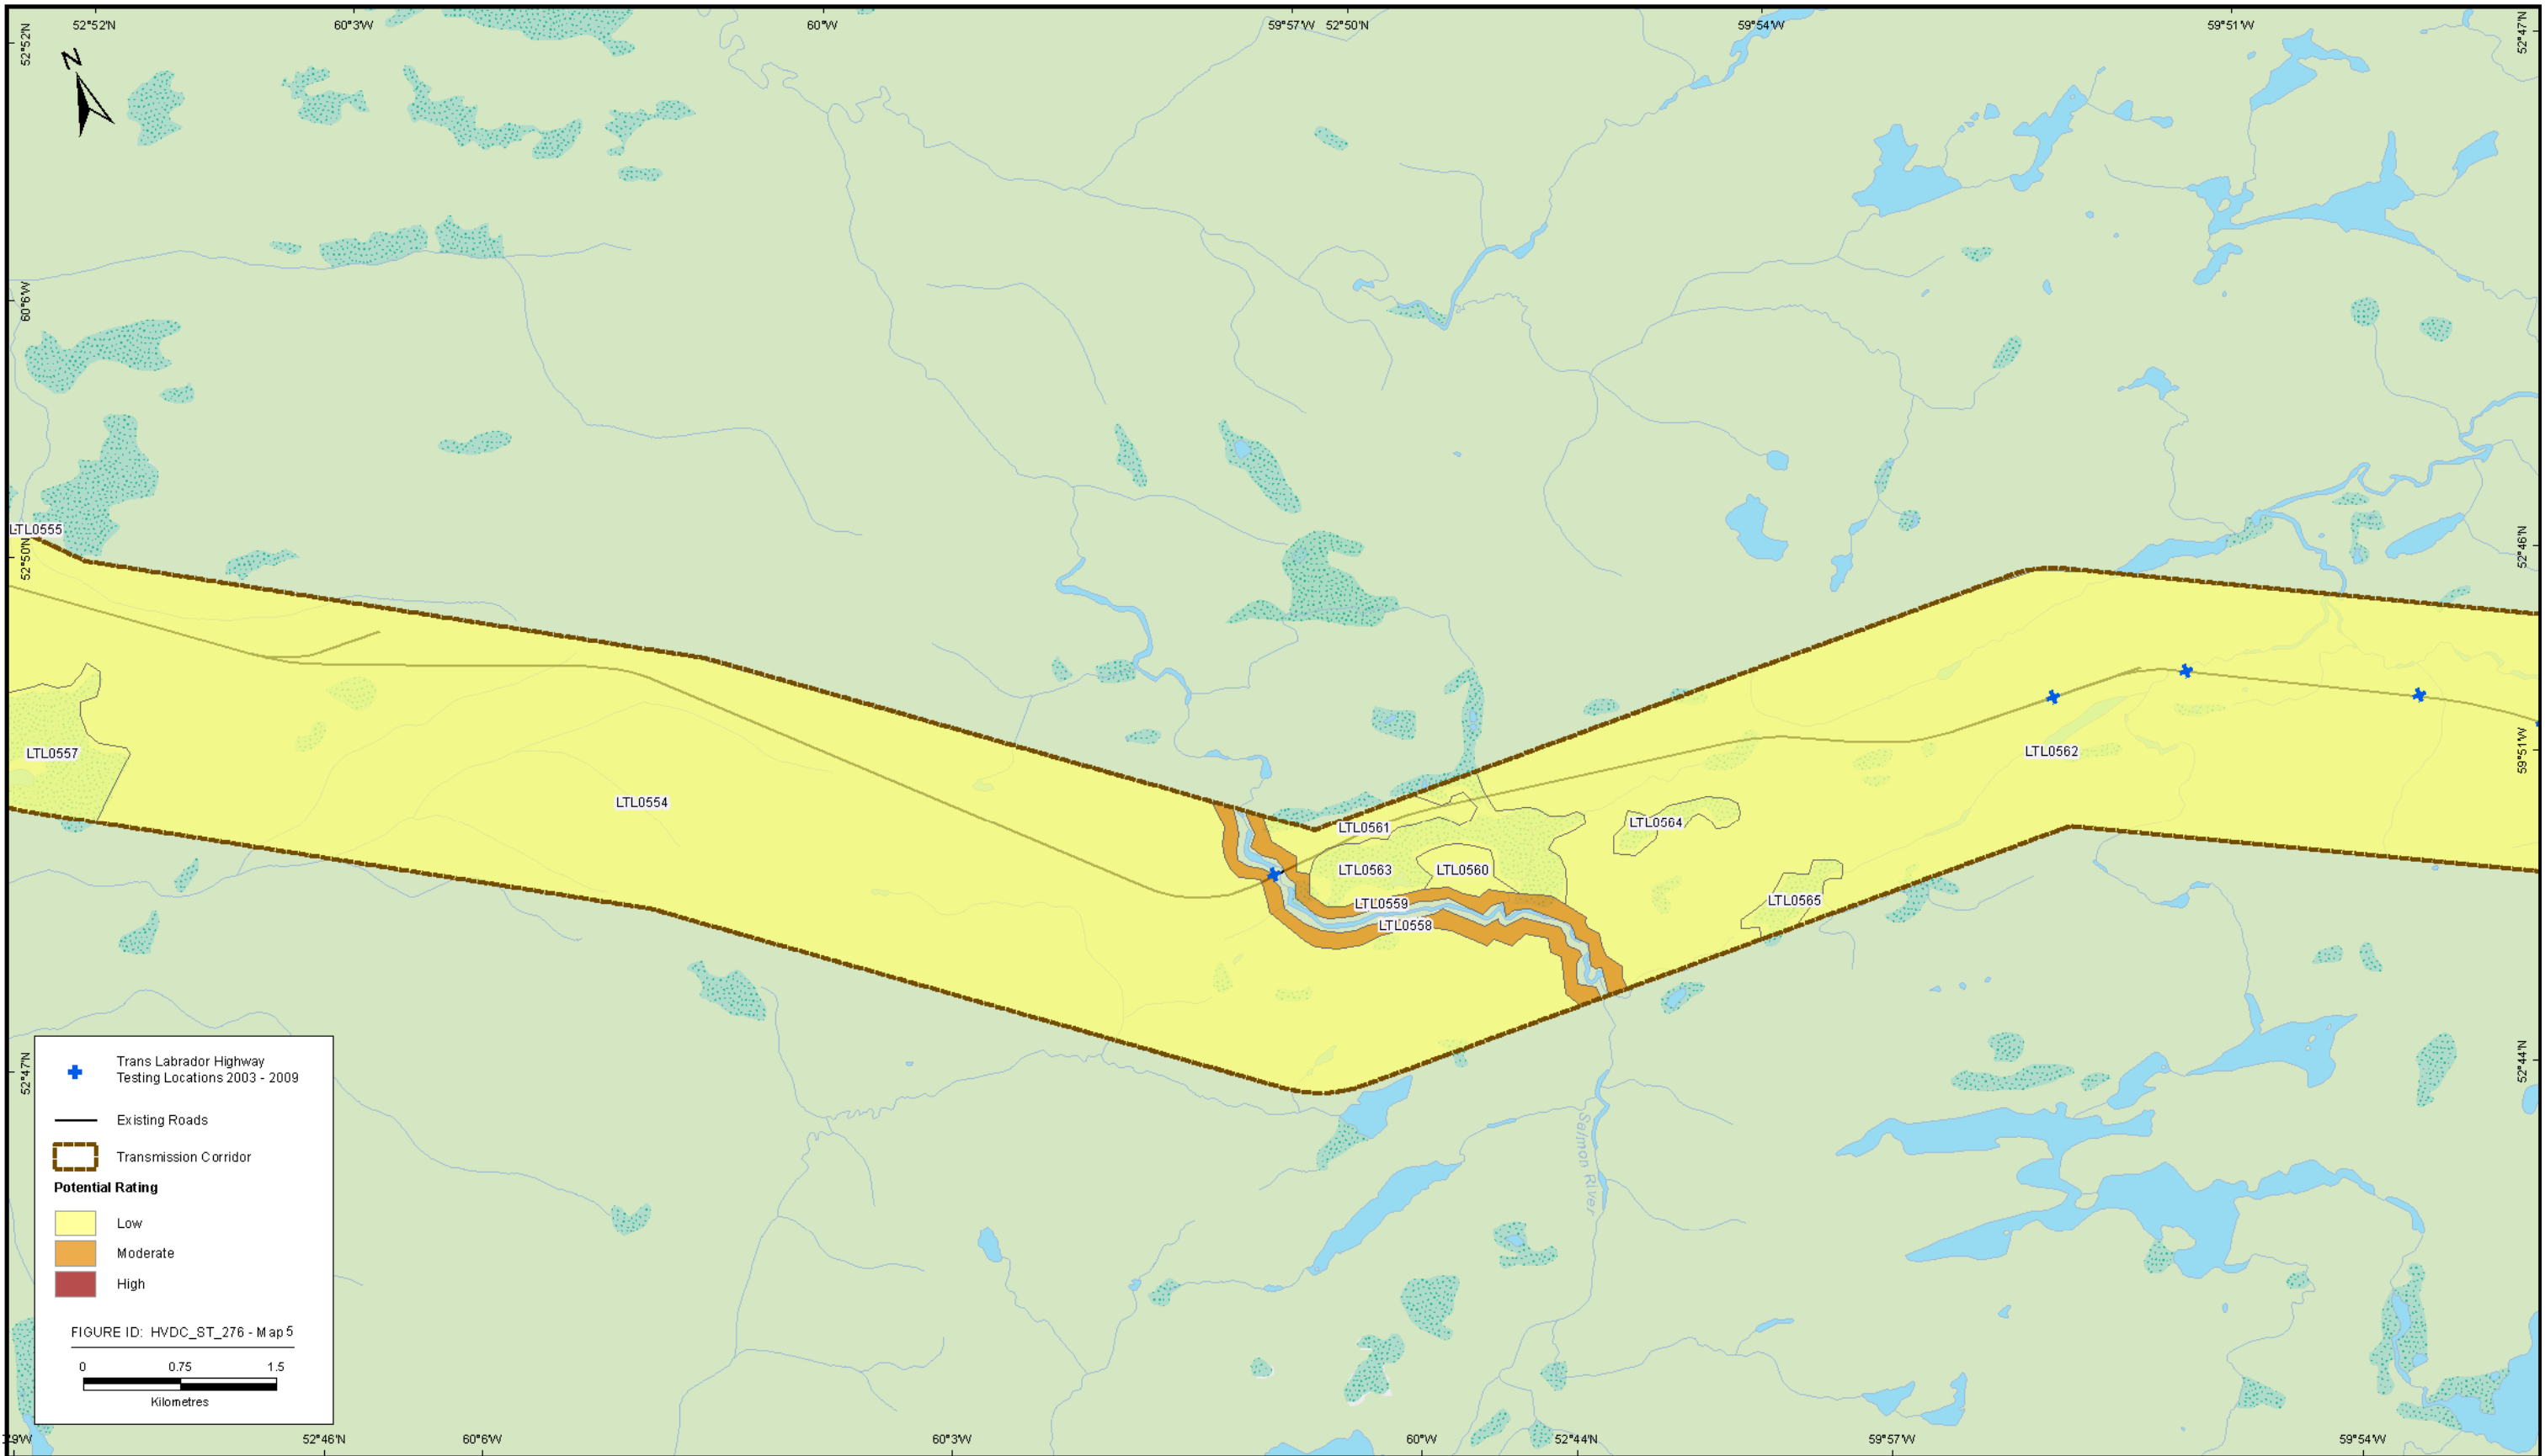 52°52'N
60°3'W
60°W
59°57'W
52°50'N
59°54'W
59°51'W
52°52'N
52°47'N
N
60°6'W
LTL0555
52°50'N
52°46'N
LTL0557
LTL0554
LTL0562
59°51'W
LTL0561
LTL0564
LTL0563
LTL0560
LTL0565
LTL0559
LTL0558
52°47'N
52°44'N
Salmon River
Trans Labrador Highway
Testing Locations 2003 - 2009
Existing Roads
Transmission Corridor
Potential Rating
Low
Moderate
High
FIGURE ID: HVDC_ST_276 - Map 5
0 0.75 1.5
Kilometres
52°46'N
60°6'W
60°3'W
60°W
52°44'N
59°57'W
59°54'W